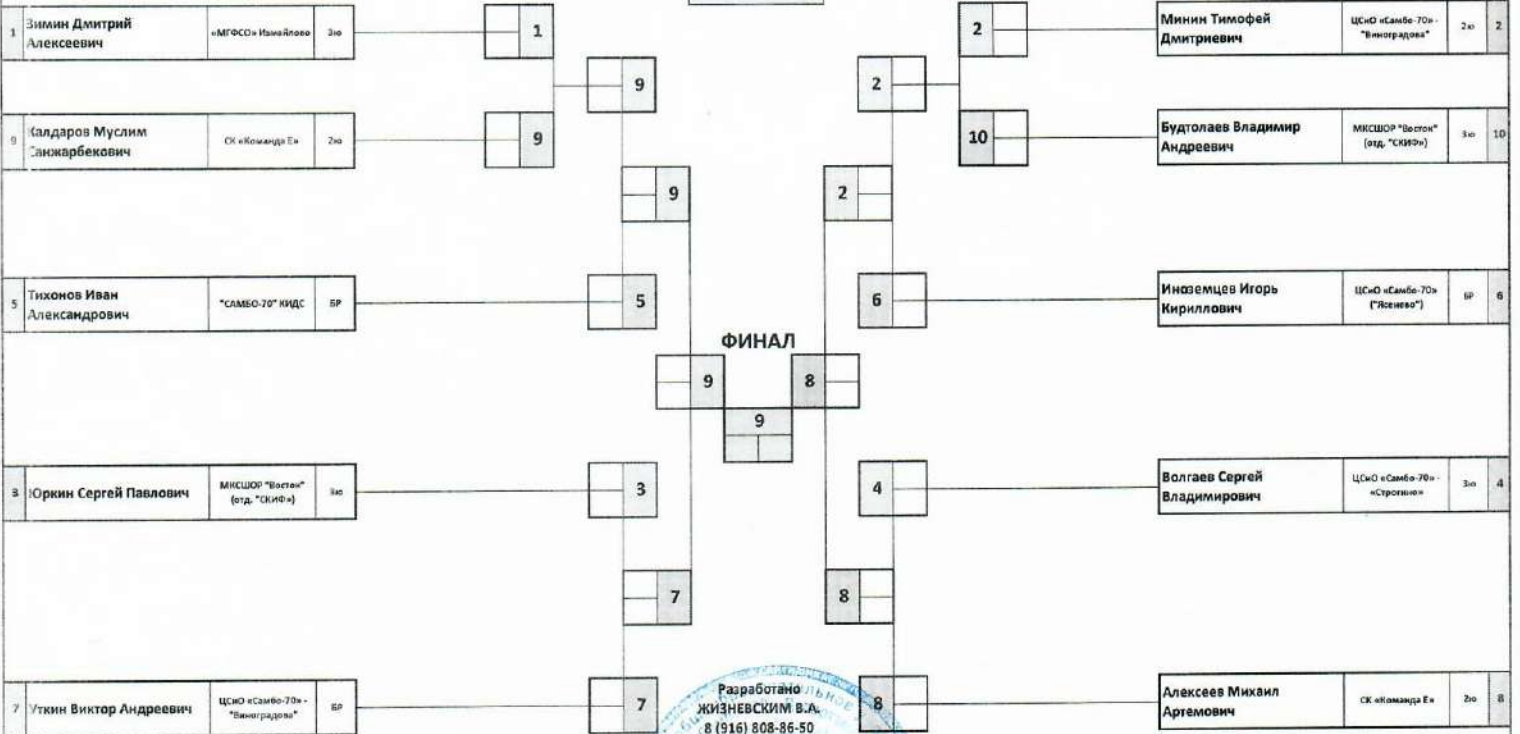 1 Зимин Дмитрий
Алексеевич
«МГФСО» Измайлово
3ю
1
9
9 Халдаров Муслим
Санжарбекович
СК «Команда Е»
2ю
9
9
5 Тихонов Иван
Александрович
"САМБО-70" КИДС
БР
5
3 Юркин Сергей Павлович
МКСШОР "Восток"
(отд. "СКИФ»)
3ю
3
7
7 Уткин Виктор Андреевич
ЦСиО «Самбо-70» -
"Виноградова"
БР
7
ФИНАЛ
9
8
9
Разработано
ЖИЗНЕВСКИМ В.А.
8 (916) 808-86-50
2
Минин Тимофей
Дмитриевич
ЦСиО «Самбо-70» -
"Виноградова"
2ю
2
2
10
Будтолаев Владимир
Андреевич
МКСШОР "Восток"
(отд. "СКИФ»)
3ю
10
2
6
Иноземцев Игорь
Кириллович
ЦСиО «Самбо-70»
("Ясенево")
БР
6
4
Волгаев Сергей
Владимирович
ЦСиО «Самбо-70» -
«Строгино»
3ю
4
8
8
Алексеев Михаил
Артемович
СК «Команда Е»
2ю
8